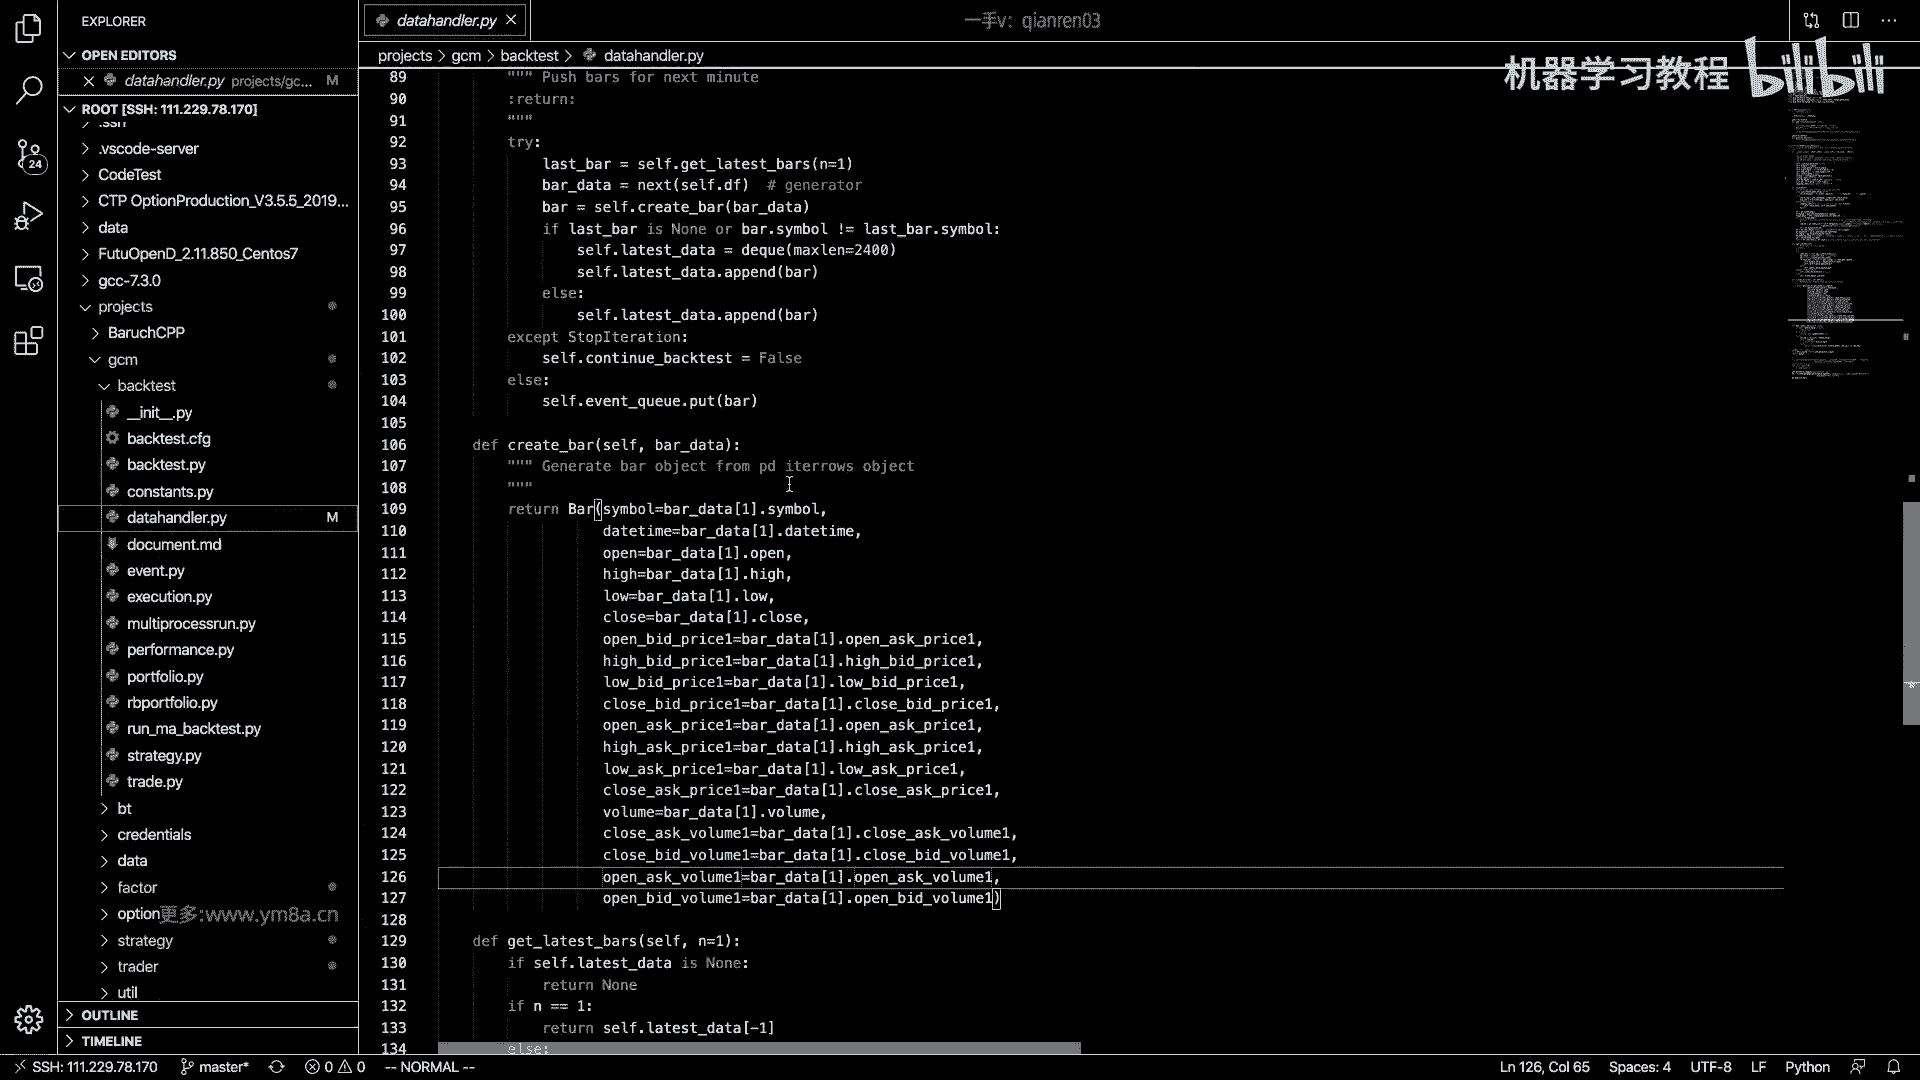 EXPLORER
OPEN EDITORS
datahandler.py projects/gc... M
ROOT [SSH: 111.229.78.170]
.ssh
.vscode-server
CodeTest
CTP OptionProduction_V3.5.5_2019...
data
FutuOpenD_2.11.850_Centos7
gcc-7.3.0
projects
BaruchCPP
gcm
backtest
__init__.py
backtest.cfg
backtest.py
constants.py
datahandler.py M
document.md
event.py
execution.py
multiprocessrun.py
performance.py
portfolio.py
rbportfolio.py
run_ma_backtest.py
strategy.py
trade.py
bt
credentials
data
factor
option
更多:www.ym8a.cn
strategy
trader
util
OUTLINE
TIMELINE
24
datahandler.py
一手v: qianren03
机器学习教程 bilibili
projects > gcm > backtest > datahandler.py
89 """ Push bars for next minute
90 :return:
91 """
92 try:
93 last_bar = self.get_latest_bars(n=1)
94 bar_data = next(self.df) # generator
95 bar = self.create_bar(bar_data)
96 if last_bar is None or bar.symbol != last_bar.symbol:
97 self.latest_data = deque(maxlen=2400)
98 self.latest_data.append(bar)
99 else:
100 self.latest_data.append(bar)
101 except StopIteration:
102 self.continue_backtest = False
103 else:
104 self.event_queue.put(bar)
105
106 def create_bar(self, bar_data):
107 """ Generate bar object from pd iterrows object
108 """
109 return Bar(symbol=bar_data[1].symbol,
110 datetime=bar_data[1].datetime,
111 open=bar_data[1].open,
112 high=bar_data[1].high,
113 low=bar_data[1].low,
114 close=bar_data[1].close,
115 open_bid_price1=bar_data[1].open_ask_price1,
116 high_bid_price1=bar_data[1].high_bid_price1,
117 low_bid_price1=bar_data[1].low_bid_price1,
118 close_bid_price1=bar_data[1].close_bid_price1,
119 open_ask_price1=bar_data[1].open_ask_price1,
120 high_ask_price1=bar_data[1].high_ask_price1,
121 low_ask_price1=bar_data[1].low_ask_price1,
122 close_ask_price1=bar_data[1].close_ask_price1,
123 volume=bar_data[1].volume,
124 close_ask_volume1=bar_data[1].close_ask_volume1,
125 close_bid_volume1=bar_data[1].close_bid_volume1,
126 open_ask_volume1=bar_data[1].open_ask_volume1,
127 open_bid_volume1=bar_data[1].open_bid_volume1)
128
129 def get_latest_bars(self, n=1):
130 if self.latest_data is None:
131 return None
132 if n == 1:
133 return self.latest_data[-1]
134 else:
SSH: 111.229.78.170 master* 0 0 -- NORMAL -- Ln 126, Col 65 Spaces: 4 UTF-8 LF Python